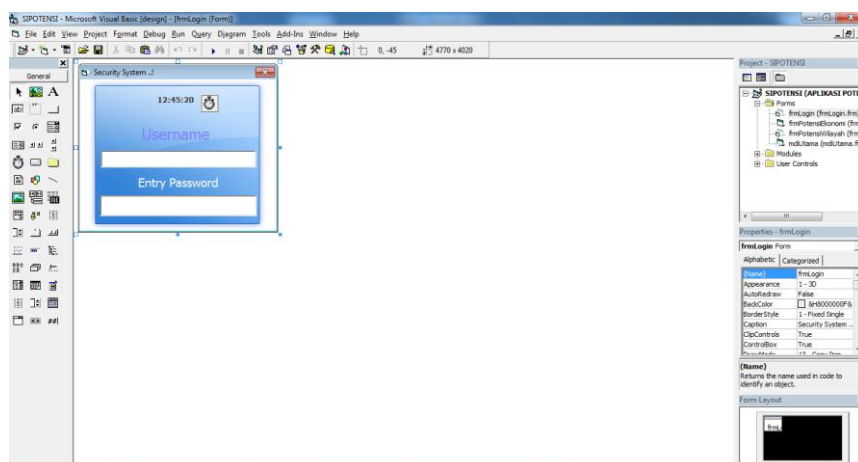 SIPOTENSI - Microsoft Visual Basic [design] - [frmLogin (Form)]
File Edit View Project Format Debug Run Query Diagram Tools Add-Ins Window Help
0, -45
4770 x 4020
General
A
Security System ..!
12:45:20
Username
Entry Password
Project - SIPOTENSI
SIPOTENSI (APLIKASI POTE
Forms
frmLogin (frmLogin.frm)
frmPotensiEkonomi (frm
frmPotensiWilayah (frm
mdiUtama (mdiUtama.f
Modules
User Controls
Properties - frmLogin
frmLogin Form
Alphabetic Categorized
(Name) frmLogin
Appearance 1 - 3D
AutoRedraw False
BackColor &H8000000F&
BorderStyle 1 - Fixed Single
Caption Security System ..
ClipControls True
ControlBox True
(Name)
Returns the name used in code to
identify an object.
Form Layout